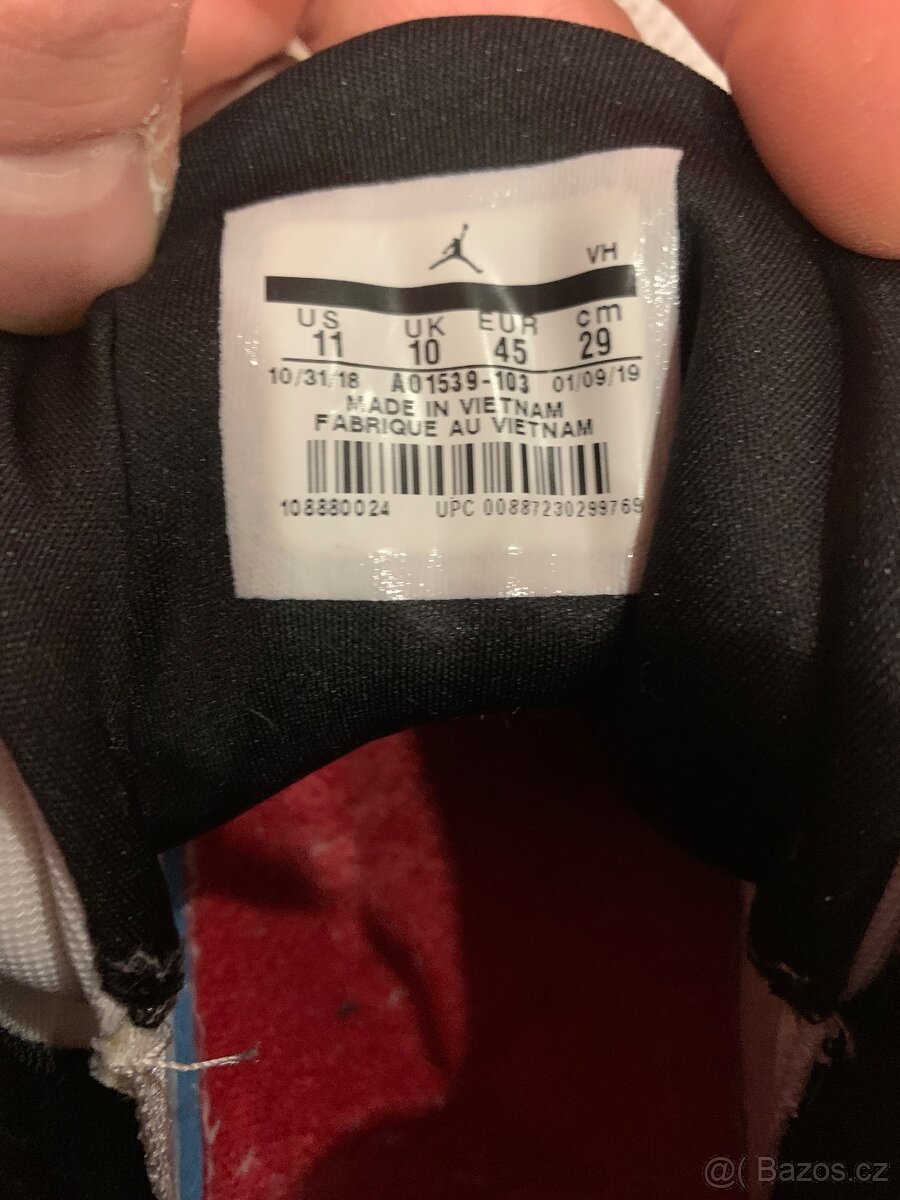 VH
US UK EUR cm
11 10 45 29
10/31/18 AO1539-103 01/09/19
MADE IN VIETNAM
FABRIQUE AU VIETNAM
108880024 UPC 00887230299769
@( Bazos.cz